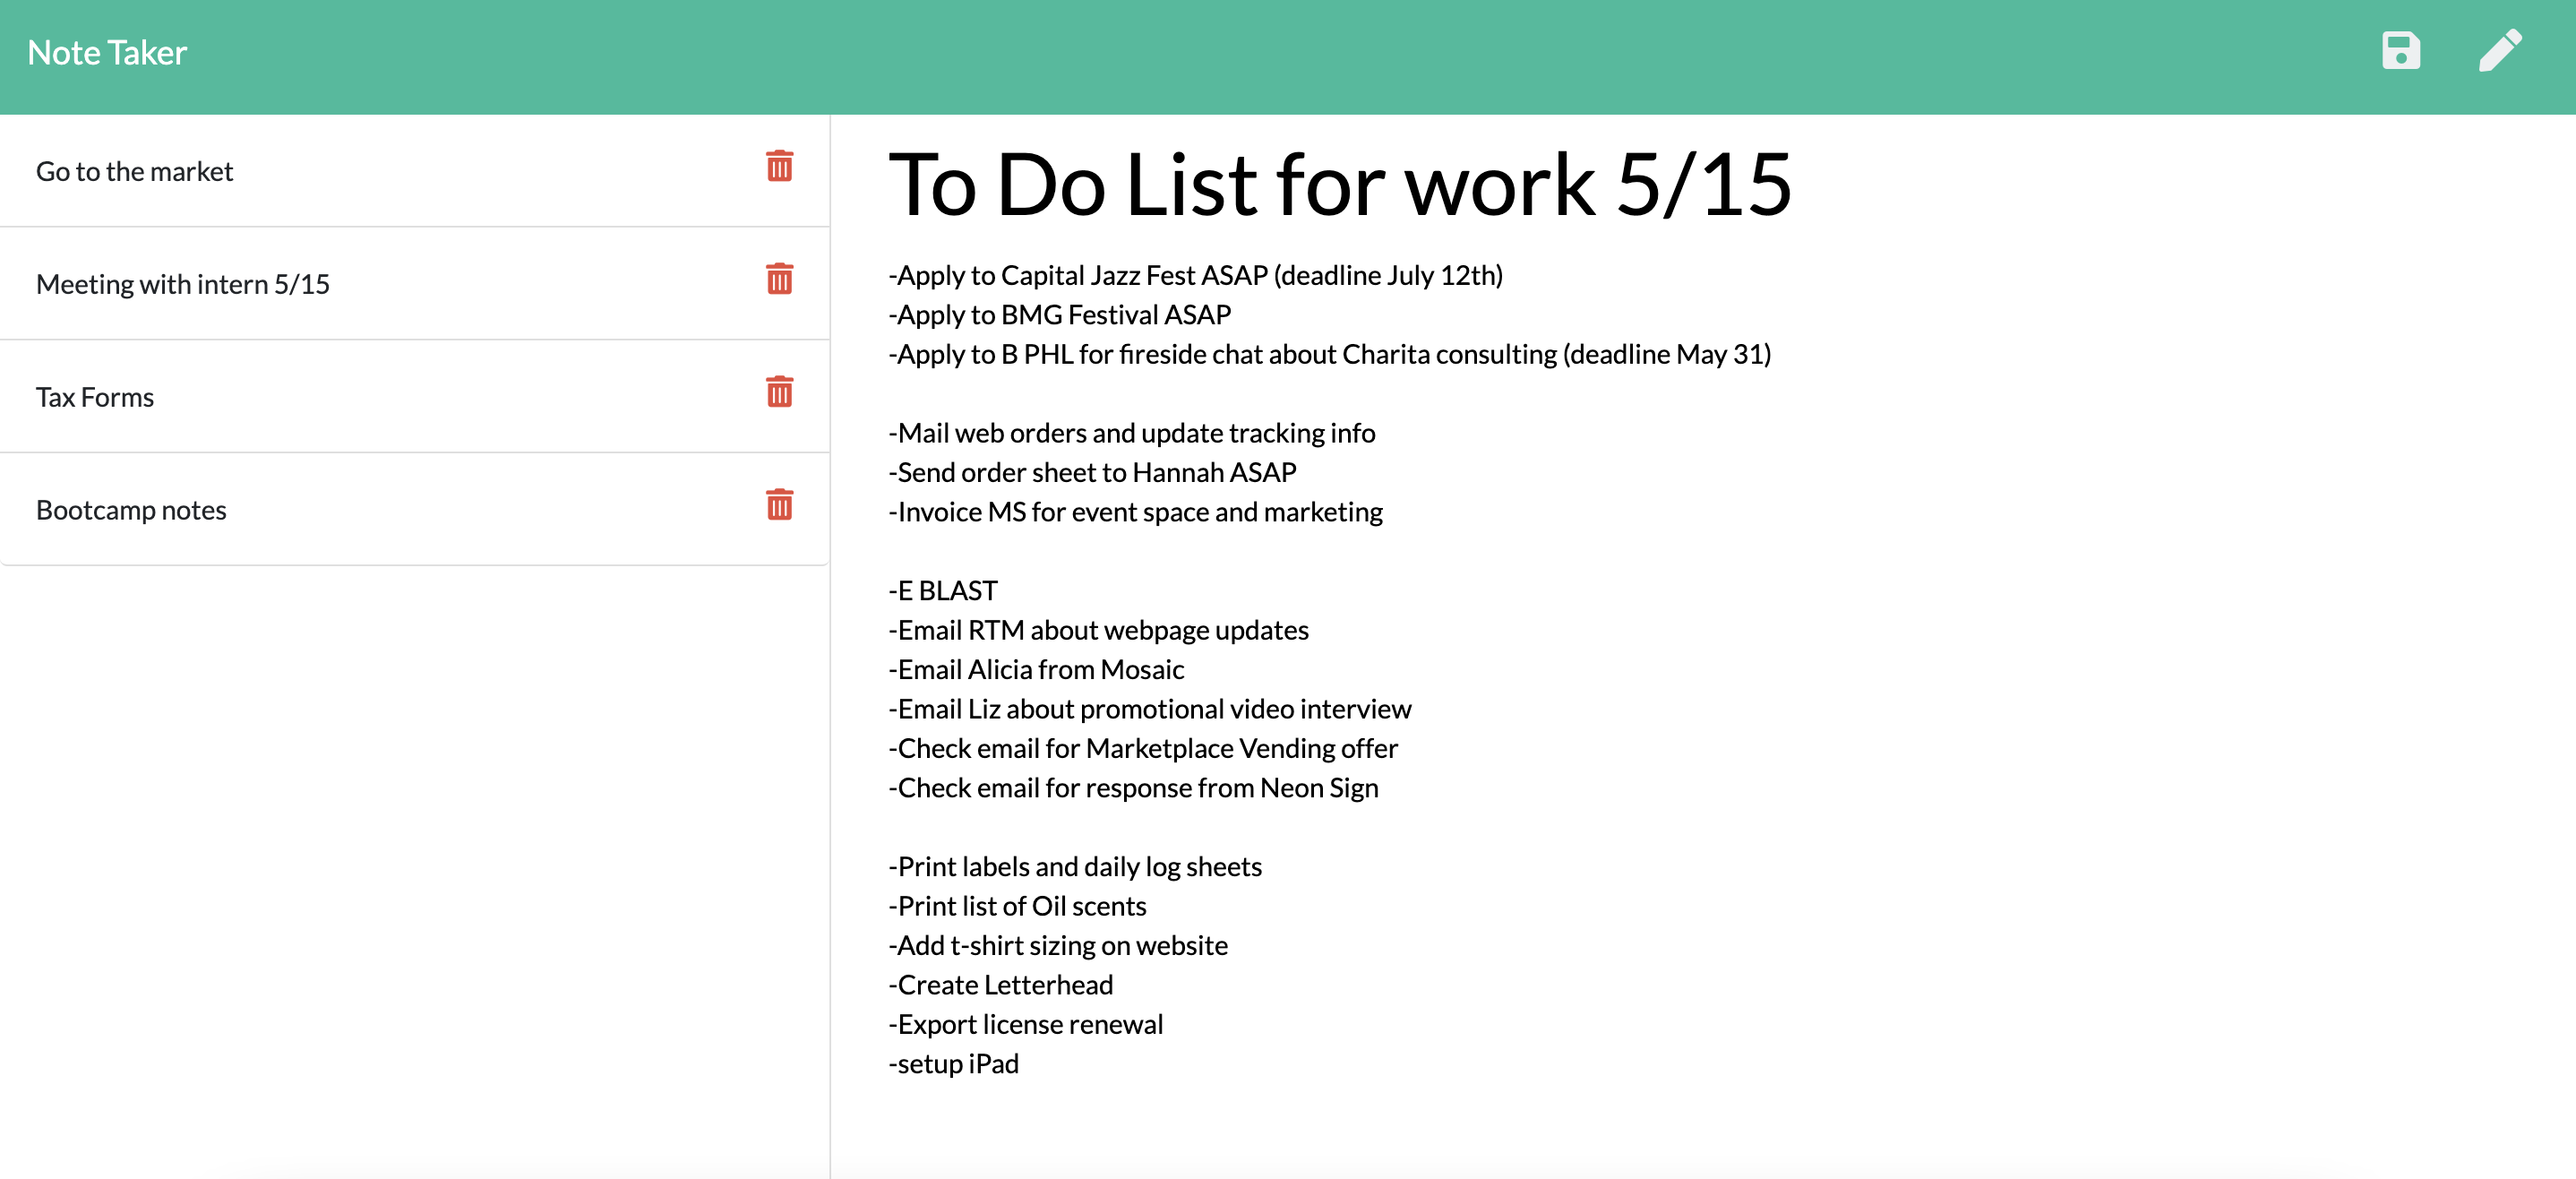 Note Taker
Go to the market
Meeting with intern 5/15
Tax Forms
Bootcamp notes
To Do List for work 5/15
-Apply to Capital Jazz Fest ASAP (deadline July 12th)
-Apply to BMG Festival ASAP
-Apply to B PHL for fireside chat about Charita consulting (deadline May 31)
-Mail web orders and update tracking info
-Send order sheet to Hannah ASAP
-Invoice MS for event space and marketing
-E BLAST
-Email RTM about webpage updates
-Email Alicia from Mosaic
-Email Liz about promotional video interview
-Check email for Marketplace Vending offer
-Check email for response from Neon Sign
-Print labels and daily log sheets
-Print list of Oil scents
-Add t-shirt sizing on website
-Create Letterhead
-Export license renewal
-setup iPad